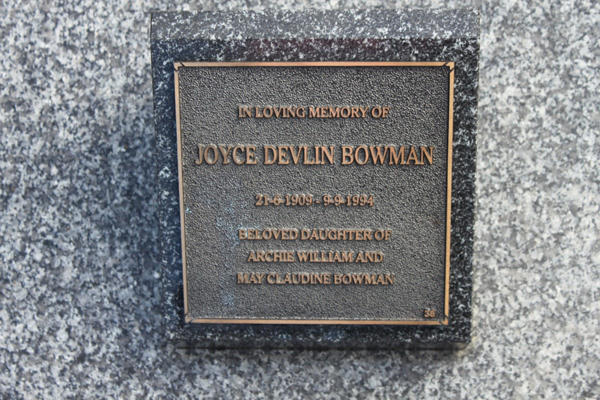 IN LOVING MEMORY OF
JOYCE DEVLIN BOWMAN
21-6-1909 - 9-9-1994
BELOVED DAUGHTER OF
ARCHIE WILLIAM AND
MAY CLAUDINE BOWMAN